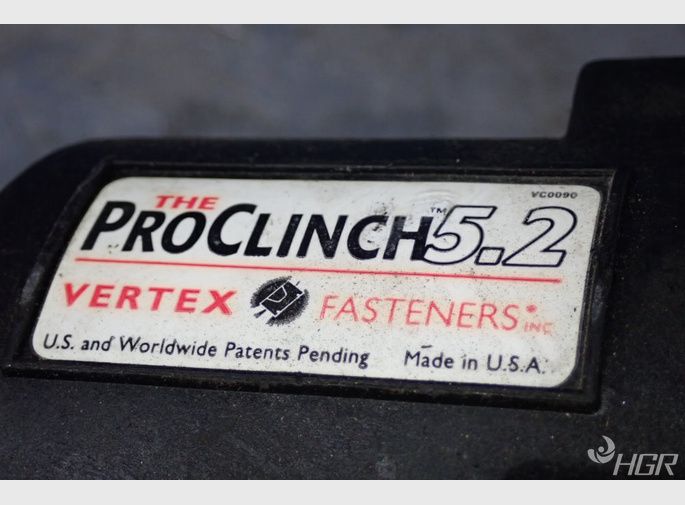 VC0090
THE
PROCLINCH™5.2
VERTEX FASTENERS* INC
U.S. and Worldwide Patents Pending Made in U.S.A.
HGR